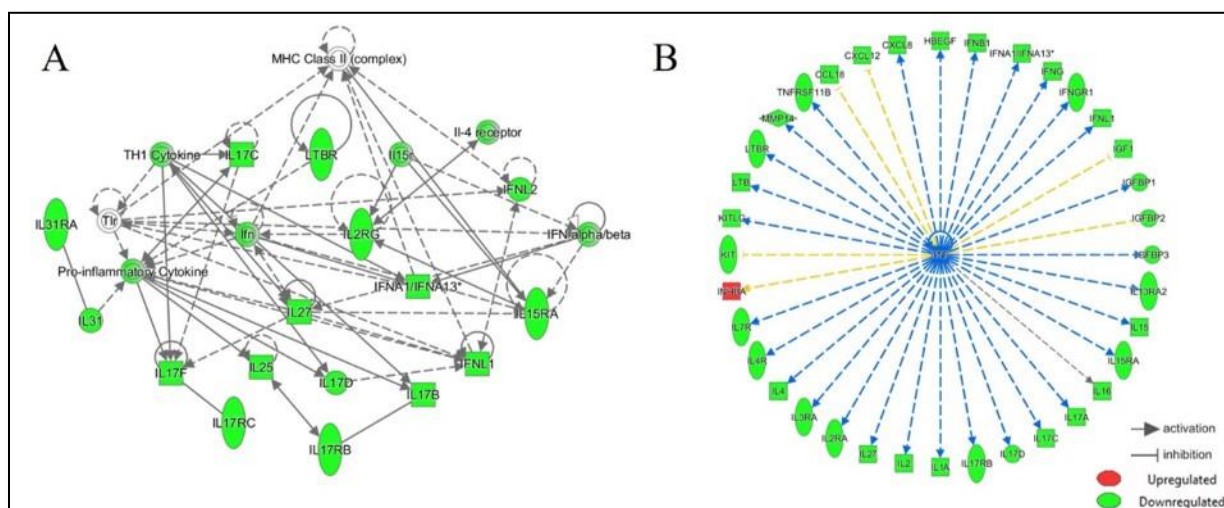 A
MHC Class II (complex)
Il-4 receptor
TH1 Cytokine
IL17C
LTBR
Il15r
IFNL2
IL31RA
Tlr
Ifn
IL2RG
IFN alpha/beta
Pro-inflammatory Cytokine
IFNA1/IFNA13*
IL31
IL27
IL15RA
IL17F
IL25
IL17D
IFNL1
IL17B
IL17RC
IL17RB
B
HBEGF
CXCL8
IFNB1
CXCL12
IFNA1/IFNA13*
CCL18
IFNG
TNFRSF11B
IFNGR1
MMP14
IFNL1
LTBR
IGF1
LTB
IGFBP1
KITLG
IGFBP2
KIT
IGFBP3
IL13RA2
IL7R
IL15
IL4R
IL15RA
IL4
IL16
IL3RA
IL17A
IL2RA
IL17C
IL27
IL2
IL1A
IL17RB
IL17D
activation
inhibition
Upregulated
Downregulated